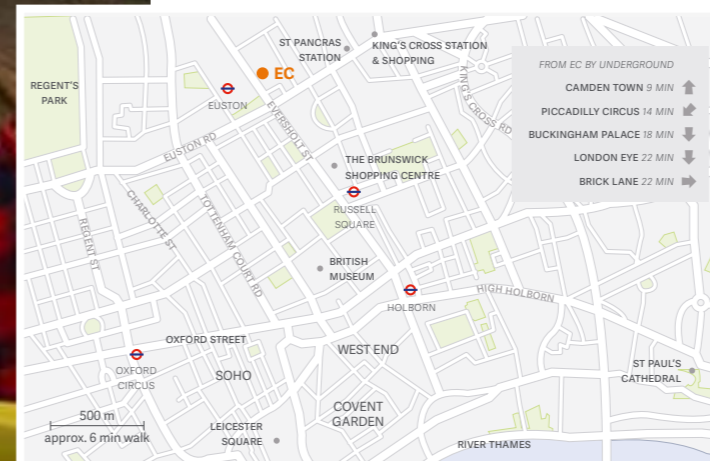 ST PANCRAS
STATION
KING'S CROSS STATION
& SHOPPING
REGENT'S
PARK
EC
EUSTON
EUSTON RD
EVERSHOLT ST
KING'S CROSS RD
FROM EC BY UNDERGROUND
CAMDEN TOWN 9 MIN
PICCADILLY CIRCUS 14 MIN
BUCKINGHAM PALACE 18 MIN
LONDON EYE 22 MIN
BRICK LANE 22 MIN
THE BRUNSWICK
SHOPPING CENTRE
RUSSELL
SQUARE
CHARLOTTE ST
TOTTENHAM COURT RD
REGENT ST
BRITISH
MUSEUM
HOLBORN
HIGH HOLBORN
OXFORD STREET
WEST END
OXFORD
CIRCUS
SOHO
ST PAUL'S
CATHEDRAL
COVENT
GARDEN
500 m
approx. 6 min walk
LEICESTER
SQUARE
RIVER THAMES